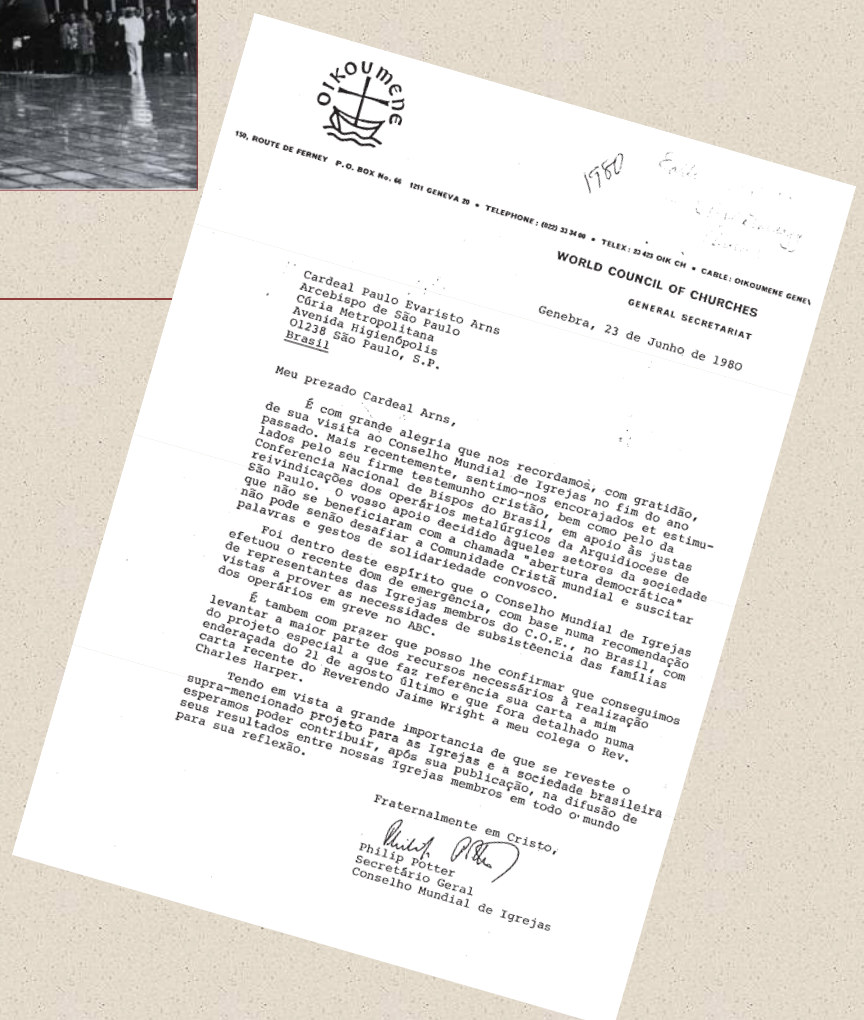 OIKOUMENE
1980
150, ROUTE DE FERNEY P.O. BOX No. 66 1211 GENEVA 20 • TELEPHONE: (022) 33 34 00 • TELEX: 23 423 OIK CH • CABLE: OIKOUMENE GENEV
WORLD COUNCIL OF CHURCHES
GENERAL SECRETARIAT
Genebra, 23 de Junho de 1980
Cardeal Paulo Evaristo Arns
Arcebispo de São Paulo
Cúria Metropolitana
Avenida Higienópolis
01238 São Paulo, S.P.
Brasil
Meu prezado Cardeal Arns,
É com grande alegria que nos recordamos, com gratidão,
de sua visita ao Conselho Mundial de Igrejas no fim do ano
passado. Mais recentemente, sentimo-nos encorajados et estimu-
lados pelo seu firme testemunho cristão, bem como pelo da
Conferencia Nacional de Bispos do Brasil, em apoio às justas
reivindicações dos operários metalúrgicos da Arquidiocese de
São Paulo. O vosso apoio decidido àqueles setores da sociedade
que não se beneficiaram com a chamada "abertura democrática"
não pode senão desafiar a Comunidade Cristã mundial e suscitar
palavras e gestos de solidariedade convosco.
Foi dentro deste espírito que o Conselho Mundial de Igrejas
efetuou o recente dom de emergência, com base numa recomendação
de representantes das Igrejas membros do C.O.E., no Brasil, com
vistas a prover as necessidades de subsistêencia das famílias
dos operários em greve no ABC.
É tambem com prazer que posso lhe confirmar que conseguimos
levantar a maior parte dos recursos necessários à realização
do projeto especial a que faz referência sua carta a mim
enderaçada do 21 de agosto último e que fora detalhado numa
carta recente do Reverendo Jaime Wright a meu colega o Rev.
Charles Harper.
Tendo em vista a grande importancia de que se reveste o
supra-mencionado projeto para as Igrejas e a sociedade brasileira
esperamos poder contribuir, após sua publicação, na difusão de
seus resultados entre nossas Igrejas membros em todo o mundo
para sua reflexão.
Fraternalmente em Cristo,
Philip Potter
Philip Potter
Secretário Geral
Conselho Mundial de Igrejas